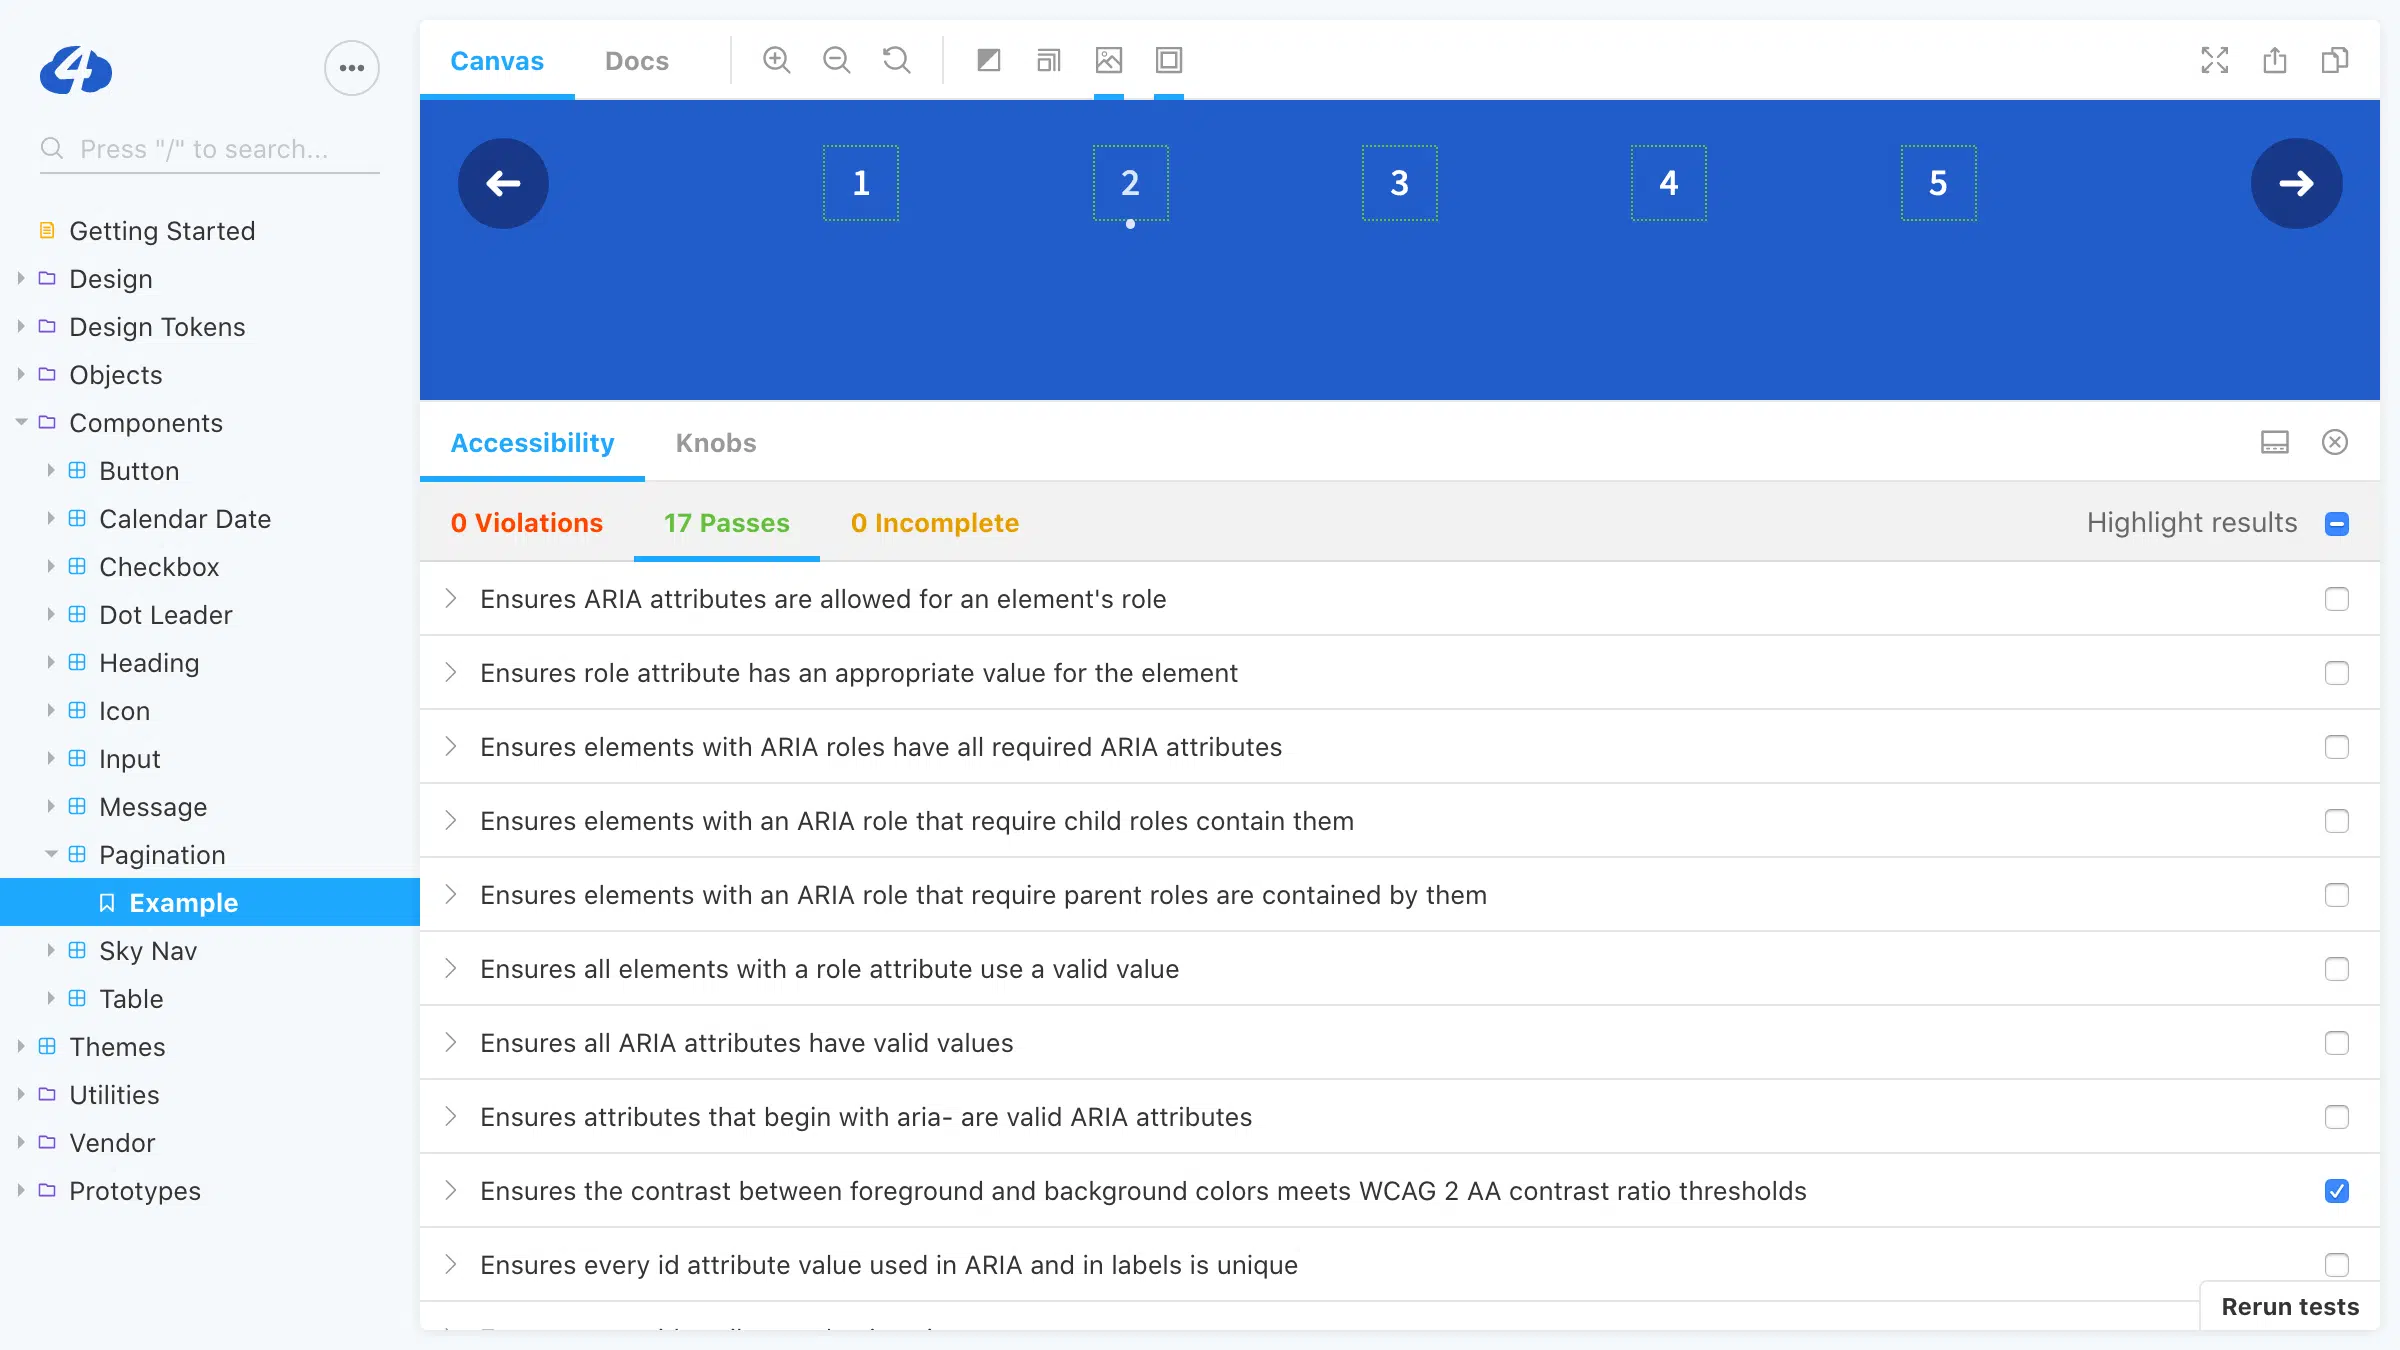 4
Press "/" to search...
Getting Started
Design
Design Tokens
Objects
Components
Button
Calendar Date
Checkbox
Dot Leader
Heading
Icon
Input
Message
Pagination
Example
Sky Nav
Table
Themes
Utilities
Vendor
Prototypes
Canvas Docs
1 2 3 4 5
Accessibility Knobs
0 Violations 17 Passes 0 Incomplete Highlight results
Ensures ARIA attributes are allowed for an element's role
Ensures role attribute has an appropriate value for the element
Ensures elements with ARIA roles have all required ARIA attributes
Ensures elements with an ARIA role that require child roles contain them
Ensures elements with an ARIA role that require parent roles are contained by them
Ensures all elements with a role attribute use a valid value
Ensures all ARIA attributes have valid values
Ensures attributes that begin with aria- are valid ARIA attributes
Ensures the contrast between foreground and background colors meets WCAG 2 AA contrast ratio thresholds
Ensures every id attribute value used in ARIA and in labels is unique
Rerun tests